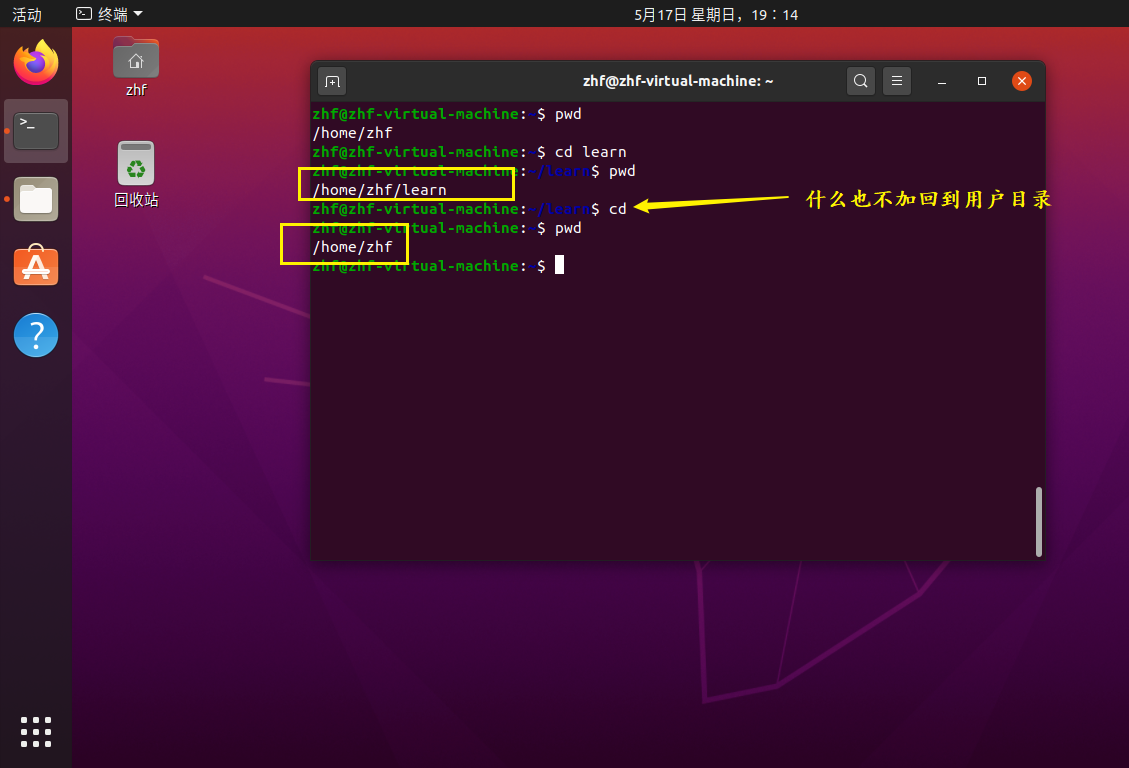 活动
终端
5月17日 星期日，19∶14
zhf
回收站
zhf@zhf-virtual-machine: ~
zhf@zhf-virtual-machine:~$ pwd
/home/zhf
zhf@zhf-virtual-machine:~$ cd learn
zhf@zhf-virtual-machine:~/learn$ pwd
/home/zhf/learn
zhf@zhf-virtual-machine:~/learn$ cd
什么也不加回到用户目录
zhf@zhf-virtual-machine:~$ pwd
/home/zhf
zhf@zhf-virtual-machine:~$